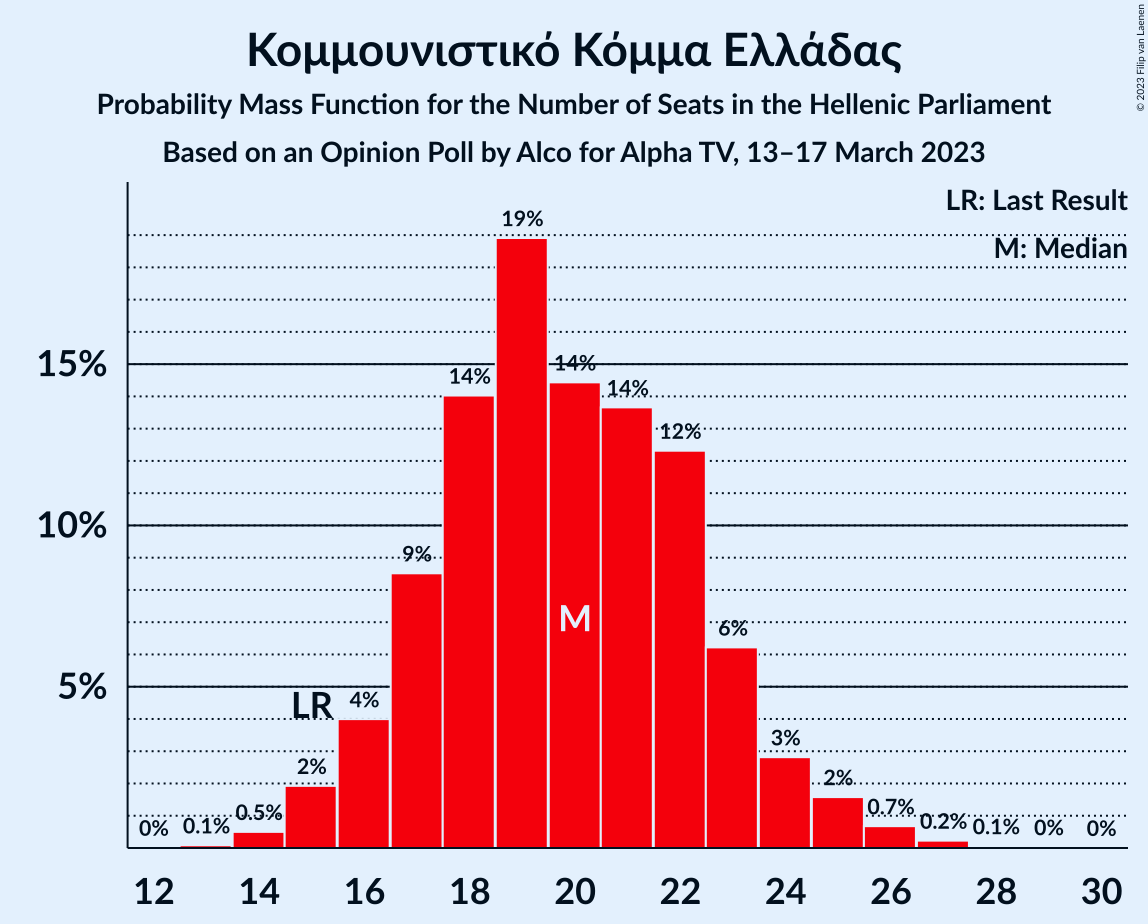 Κομμουνιστικό Κόμμα Ελλάδας
Probability Mass Function for the Number of Seats in the Hellenic Parliament
Based on an Opinion Poll by Alco for Alpha TV, 13–17 March 2023
© 2023 Filip van Laenen
LR: Last Result
M: Median
15%
10%
5%
0%
0.1%
0.5%
2%
LR
4%
9%
14%
19%
14%
M
14%
12%
6%
3%
2%
0.7%
0.2%
0.1%
0%
0%
12 14 16 18 20 22 24 26 28 30